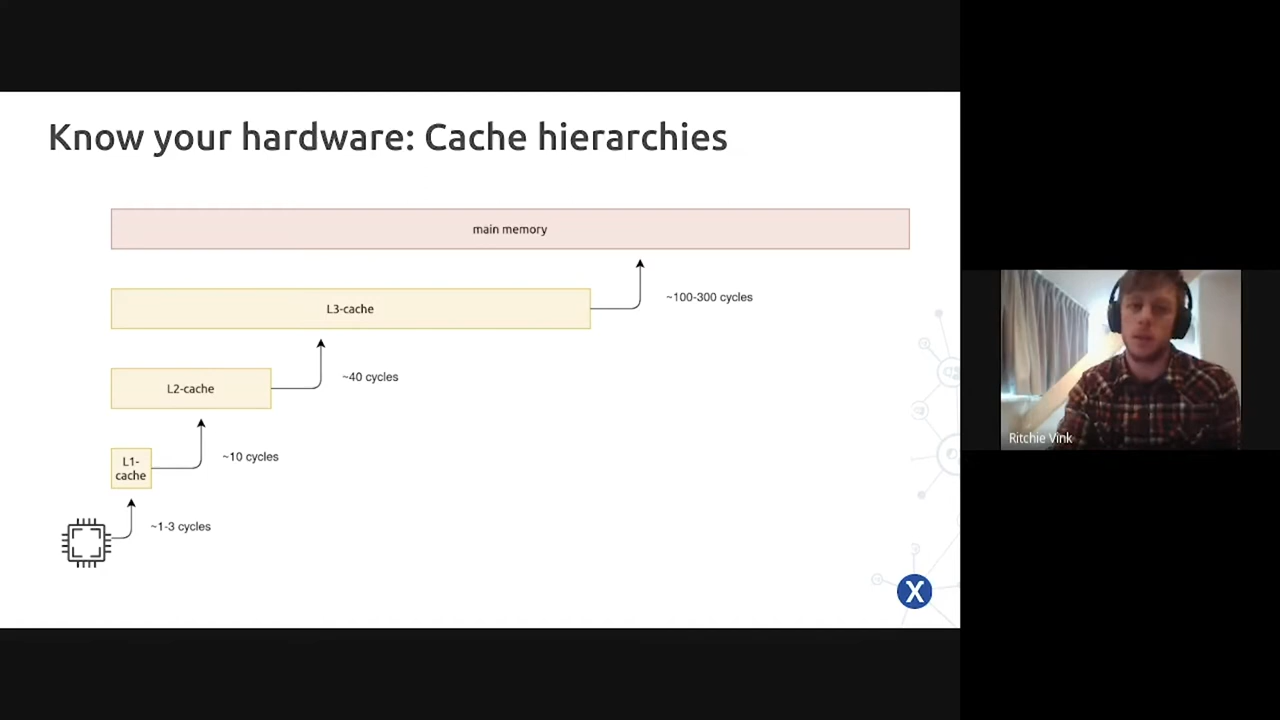 Know your hardware: Cache hierarchies
main memory
~100-300 cycles
L3-cache
~40 cycles
L2-cache
~10 cycles
L1-
cache
~1-3 cycles
X
Ritchie Vink